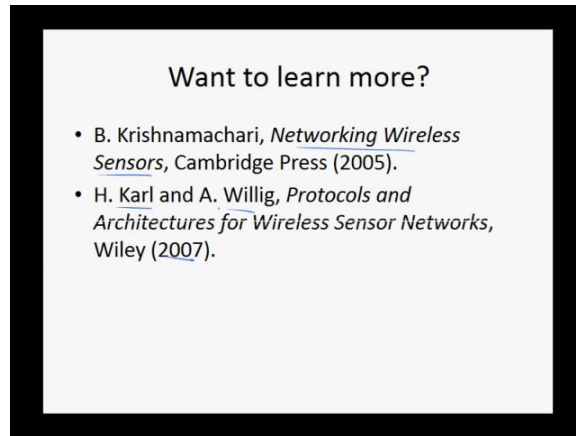 Want to learn more?
• B. Krishnamachari, Networking Wireless
Sensors, Cambridge Press (2005).
• H. Karl and A. Willig, Protocols and
Architectures for Wireless Sensor Networks,
Wiley (2007).